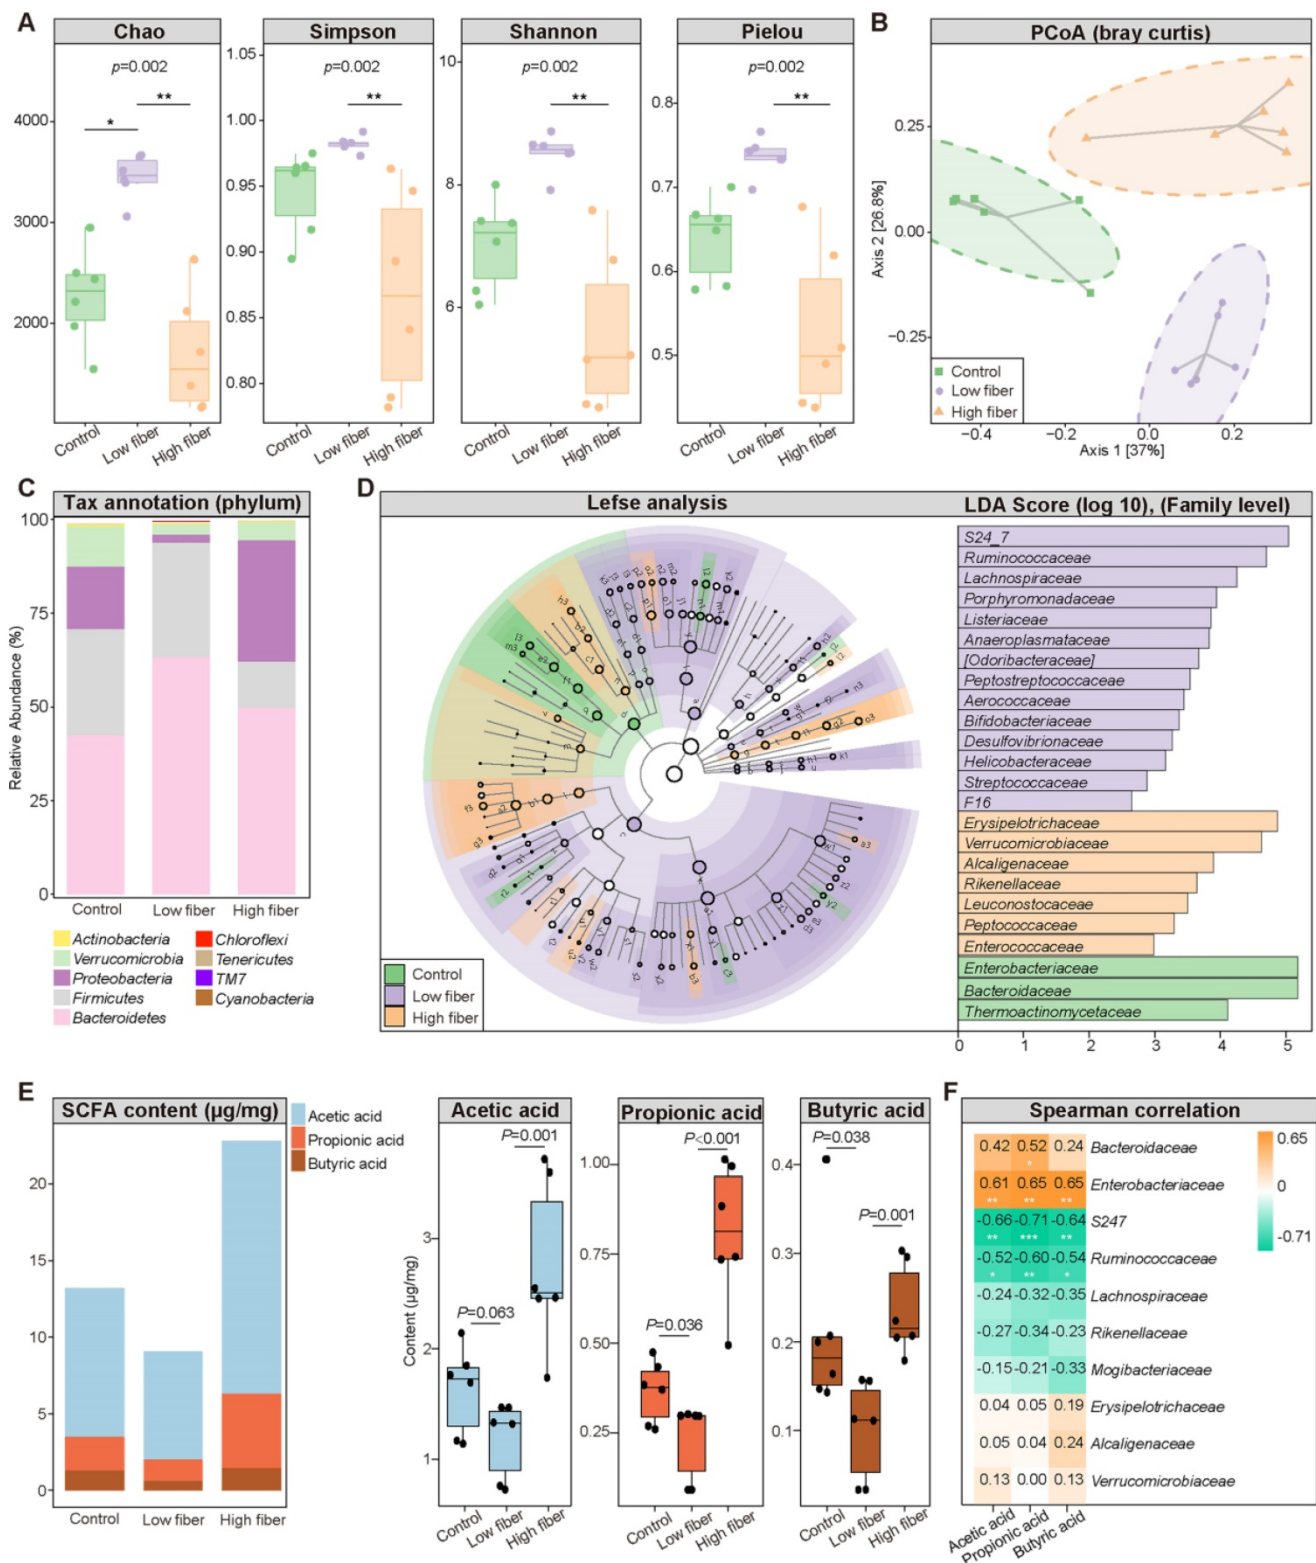 A
Chao
Simpson
Shannon
Pielou
p=0.002
p=0.002
p=0.002
p=0.002
*
**
**
**
**
4000
3000
2000
1.05
1.00
0.95
0.90
0.85
0.80
10
8
6
0.8
0.7
0.6
0.5
Control
Low fiber
High fiber
Control
Low fiber
High fiber
Control
Low fiber
High fiber
Control
Low fiber
High fiber
B
PCoA (bray curtis)
Axis 2 [26.8%]
0.25
0.00
−0.25
Control
Low fiber
High fiber
−0.4
−0.2
0.0
0.2
Axis 1 [37%]
C
Tax annotation (phylum)
Relative Abundance (%)
100
75
50
25
0
Control
Low fiber
High fiber
Actinobacteria
Verrucomicrobia
Proteobacteria
Firmicutes
Bacteroidetes
Chloroflexi
Tenericutes
TM7
Cyanobacteria
D
Lefse analysis
Control
Low fiber
High fiber
LDA Score (log 10), (Family level)
S24_7
Ruminococcaceae
Lachnospiraceae
Porphyromonadaceae
Listeriaceae
Anaeroplasmataceae
[Odoribacteraceae]
Peptostreptococcaceae
Aerococcaceae
Bifidobacteriaceae
Desulfovibrionaceae
Helicobacteraceae
Streptococcaceae
F16
Erysipelotrichaceae
Verrucomicrobiaceae
Alcaligenaceae
Rikenellaceae
Leuconostocaceae
Peptococcaceae
Enterococcaceae
Enterobacteriaceae
Bacteroidaceae
Thermoactinomycetaceae
0
1
2
3
4
5
E
SCFA content (µg/mg)
Acetic acid
Propionic acid
Butyric acid
20
15
10
5
0
Control
Low fiber
High fiber
Content (µg/mg)
Acetic acid
P=0.001
P=0.063
3
2
1
Control
Low fiber
High fiber
Propionic acid
P<0.001
P=0.036
1.00
0.75
0.50
0.25
Control
Low fiber
High fiber
Butyric acid
P=0.038
P=0.001
0.4
0.3
0.2
0.1
Control
Low fiber
High fiber
F
Spearman correlation
0.42 0.52 0.24 Bacteroidaceae
*
0.61 0.65 0.65 Enterobacteriaceae
** ** **
-0.66 -0.71 -0.64 S247
** *** **
-0.52 -0.60 -0.54 Ruminococcaceae
* ** *
-0.24 -0.32 -0.35 Lachnospiraceae
-0.27 -0.34 -0.23 Rikenellaceae
-0.15 -0.21 -0.33 Mogibacteriaceae
0.04 0.05 0.19 Erysipelotrichaceae
0.05 0.04 0.24 Alcaligenaceae
0.13 0.00 0.13 Verrucomicrobiaceae
Acetic acid
Propionic acid
Butyric acid
0.65
0
-0.71